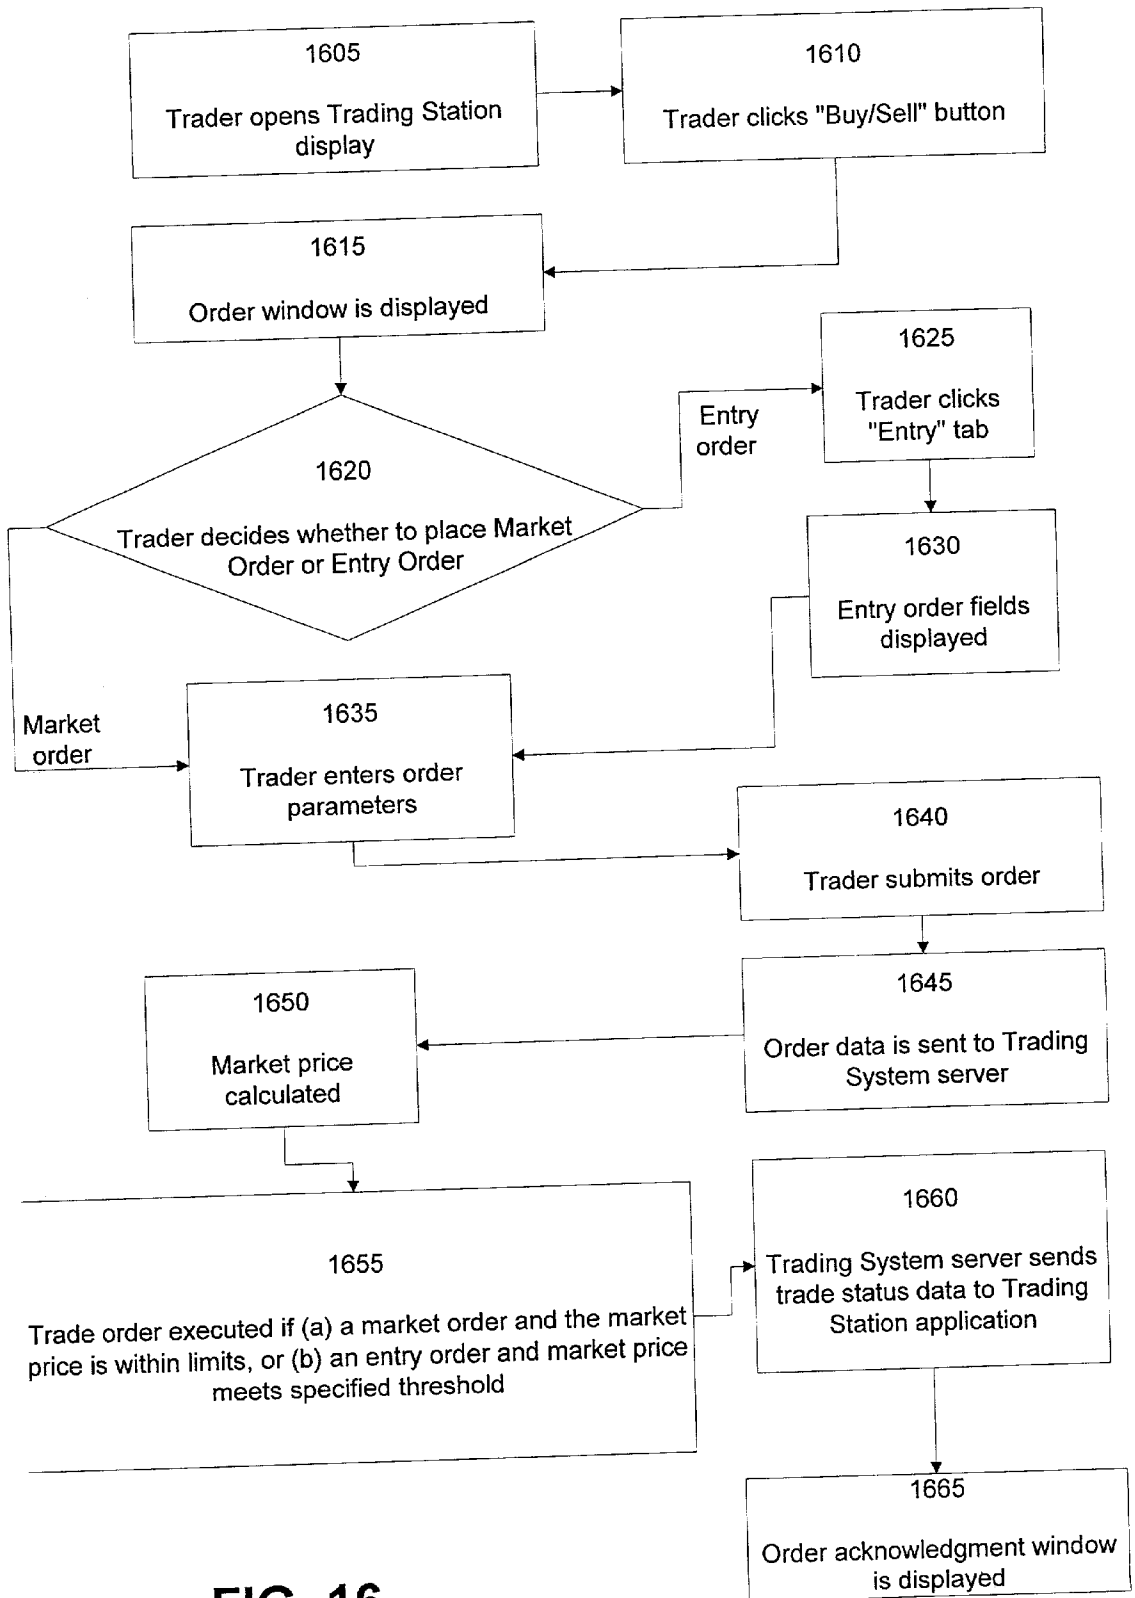 1605
Trader opens Trading Station
display
1610
Trader clicks "Buy/Sell" button
1615
Order window is displayed
1620
Trader decides whether to place Market
Order or Entry Order
Entry
order
1625
Trader clicks
"Entry" tab
1630
Entry order fields
displayed
Market
order
1635
Trader enters order
parameters
1640
Trader submits order
1645
Order data is sent to Trading
System server
1650
Market price
calculated
1655
Trade order executed if (a) a market order and the market
price is within limits, or (b) an entry order and market price
meets specified threshold
1660
Trading System server sends
trade status data to Trading
Station application
1665
Order acknowledgment window
is displayed
FIG. 16